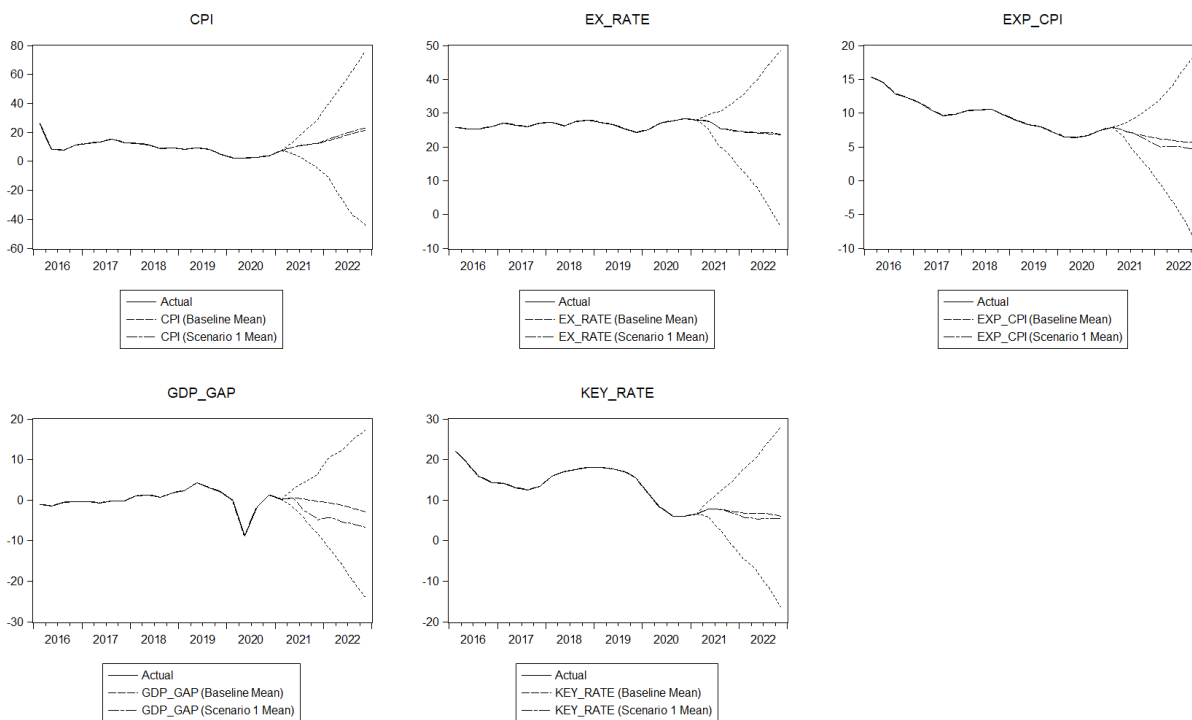 CPI
80
60
40
20
0
-20
-40
-60
2016 2017 2018 2019 2020 2021 2022
Actual
CPI (Baseline Mean)
CPI (Scenario 1 Mean)
EX_RATE
50
40
30
20
10
0
-10
2016 2017 2018 2019 2020 2021 2022
Actual
EX_RATE (Baseline Mean)
EX_RATE (Scenario 1 Mean)
EXP_CPI
20
15
10
5
0
-5
-10
2016 2017 2018 2019 2020 2021 2022
Actual
EXP_CPI (Baseline Mean)
EXP_CPI (Scenario 1 Mean)
GDP_GAP
20
10
0
-10
-20
-30
2016 2017 2018 2019 2020 2021 2022
Actual
GDP_GAP (Baseline Mean)
GDP_GAP (Scenario 1 Mean)
KEY_RATE
30
20
10
0
-10
-20
2016 2017 2018 2019 2020 2021 2022
Actual
KEY_RATE (Baseline Mean)
KEY_RATE (Scenario 1 Mean)